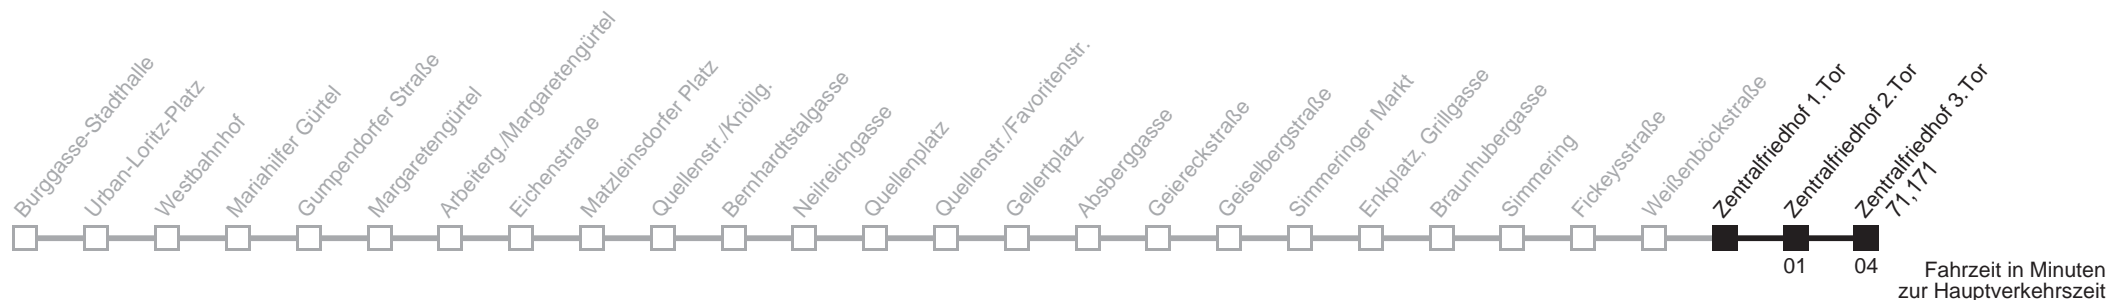 Burggasse-Stadthalle
Urban-Loritz-Platz
Westbahnhof
Mariahilfer Gürtel
Gumpendorfer Straße
Margaretengürtel
Arbeiterg./Margaretengürtel
Eichenstraße
Matzleinsdorfer Platz
Quellenstr./Knöllg.
Bernhardtstalgasse
Neilreichgasse
Quellenplatz
Quellenstr./Favoritenstr.
Gellertplatz
Absberggasse
Geiereckstraße
Geiselbergstraße
Simmeringer Markt
Enkplatz, Grillgasse
Braunhubergasse
Simmering
Fickeysstraße
Weißenböckstraße
Zentralfriedhof 1.Tor
Zentralfriedhof 2.Tor
Zentralfriedhof 3.Tor
71,171
01
04
Fahrzeit in Minuten
zur Hauptverkehrszeit